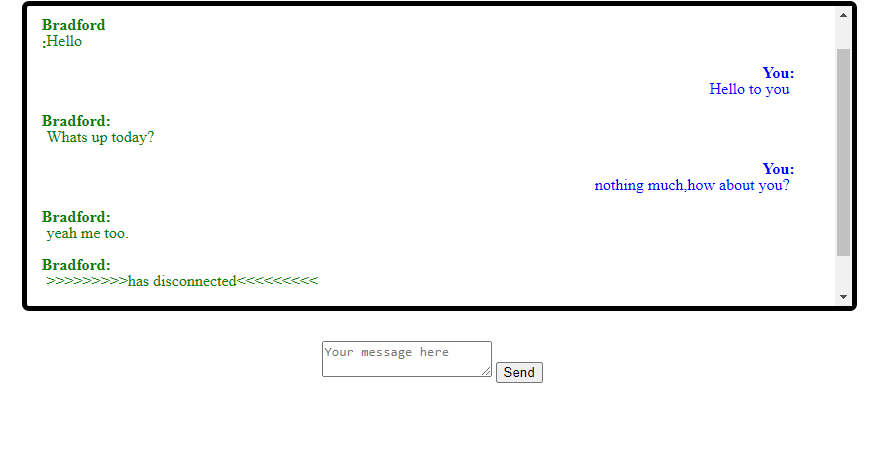 Bradford
:Hello
You:
Hello to you
Bradford:
Whats up today?
You:
nothing much,how about you?
Bradford:
yeah me too.
Bradford:
>>>>>>>>>has disconnected<<<<<<<<<
Your message here
Send